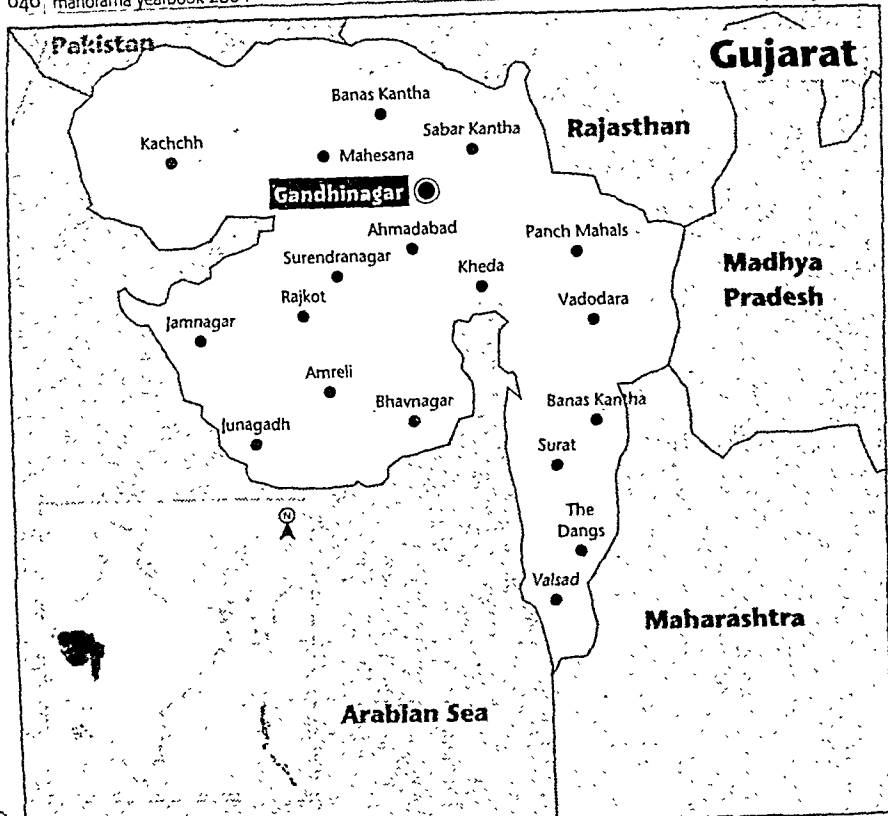 manorama yearbook
Pakistan
Gujarat
Banas Kantha
Sabar Kantha
Rajasthan
Kachchh
Mahesana
Gandhinagar
Ahmadabad
Panch Mahals
Surendranagar
Kheda
Madhya
Pradesh
Rajkot
Vadodara
Jamnagar
Amreli
Bhavnagar
Banas Kantha
Junagadh
Surat
N
The
Dangs
Valsad
Maharashtra
Arabian Sea